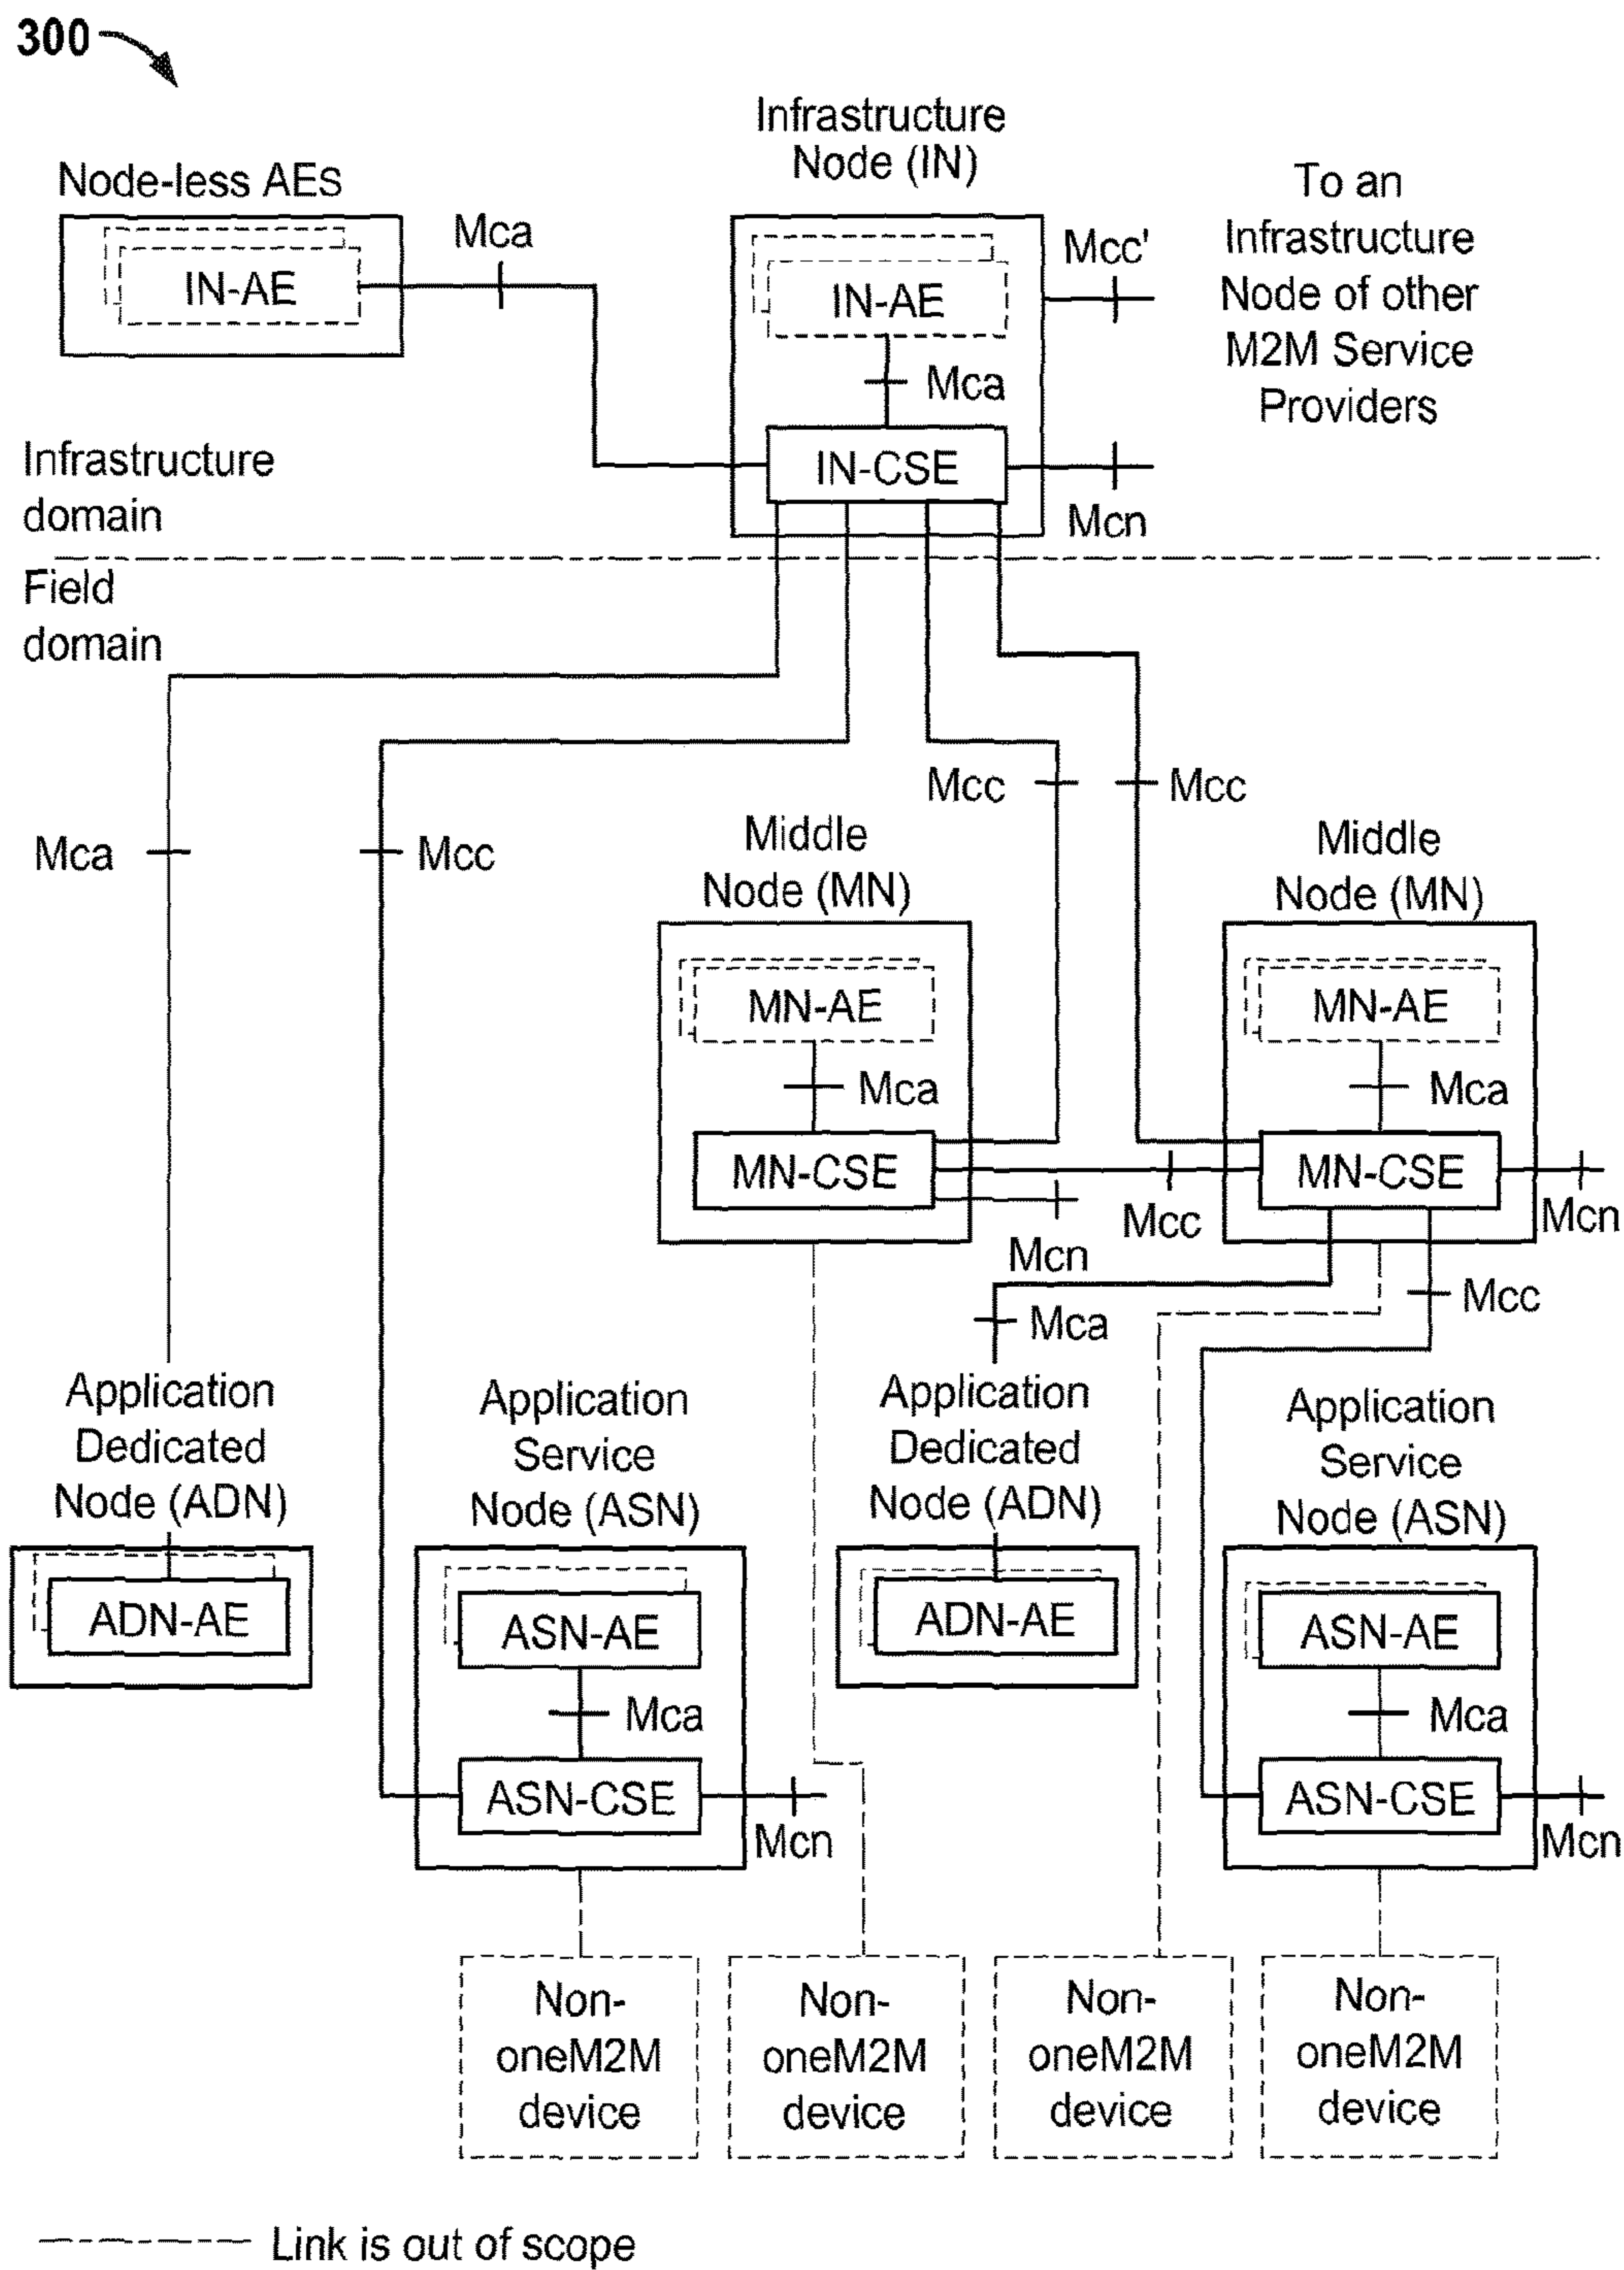 300
Infrastructure
Node (IN)
Node-less AEs
To an
Infrastructure
Node of other
M2M Service
Providers
Mca
Mcc'
IN-AE
IN-AE
Mca
IN-CSE
Mcn
Infrastructure
domain
Field
domain
Mcc
Mcc
Mca
Mcc
Middle
Node (MN)
Middle
Node (MN)
MN-AE
MN-AE
Mca
Mca
MN-CSE
MN-CSE
Mcc
Mcn
Mcn
Mca
Mcc
Application
Dedicated
Node (ADN)
Application
Service
Node (ASN)
Application
Dedicated
Node (ADN)
Application
Service
Node (ASN)
ADN-AE
ASN-AE
ADN-AE
ASN-AE
Mca
Mca
ASN-CSE
ASN-CSE
Mcn
Mcn
Non-
oneM2M
device
Non-
oneM2M
device
Non-
oneM2M
device
Non-
oneM2M
device
Link is out of scope